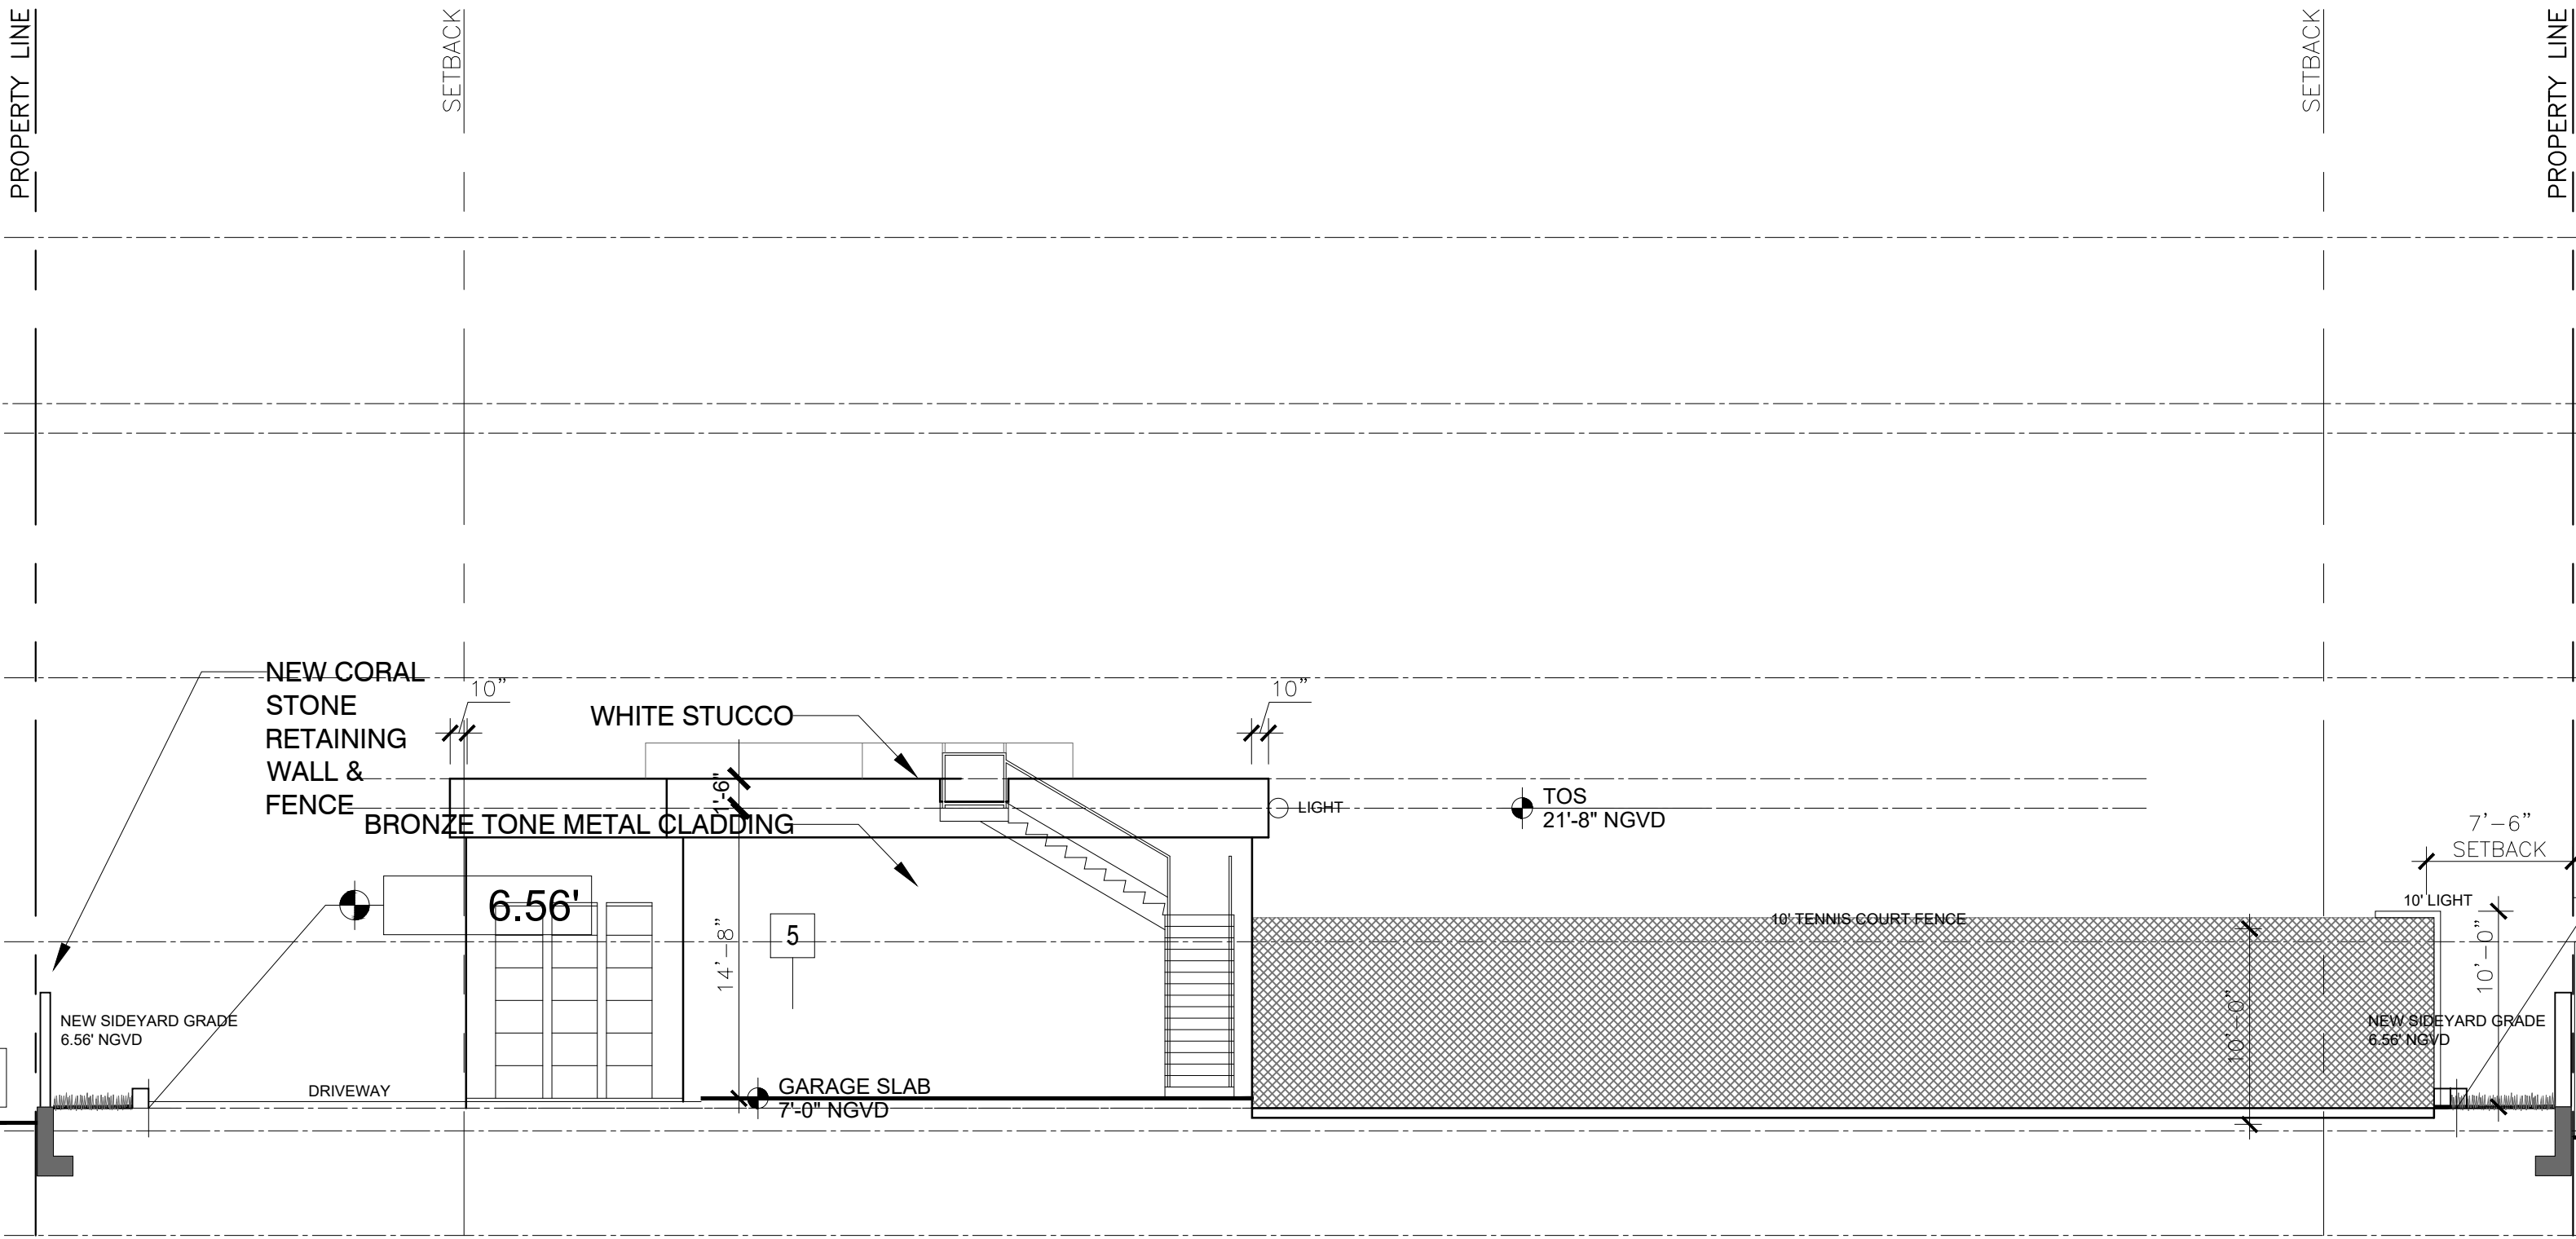 PROPERTY LINE
SETBACK
SETBACK
PROPERTY LINE
NEW CORAL
STONE
RETAINING
WALL &
FENCE
10”
WHITE STUCCO
10”
1'-6"
BRONZE TONE METAL CLADDING
LIGHT
TOS
21'-8" NGVD
7’-6”
SETBACK
6.56'
14’-8”
5
10' TENNIS COURT FENCE
10' LIGHT
10’-0”
10’-0”
NEW SIDEYARD GRADE
6.56' NGVD
NEW SIDEYARD GRADE
6.56' NGVD
DRIVEWAY
GARAGE SLAB
7'-0" NGVD